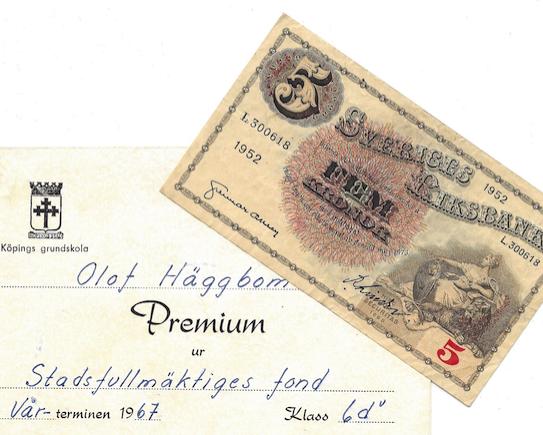 5
L.300618
1952
SVERIGES
RIKSBANK
1952
L.300618
FEM
KRONOR
5
Köpings grundskola
Olof Häggbom
Premium
ur
Stadsfullmäktiges fond
Vår-terminen 1967 Klass 6d"